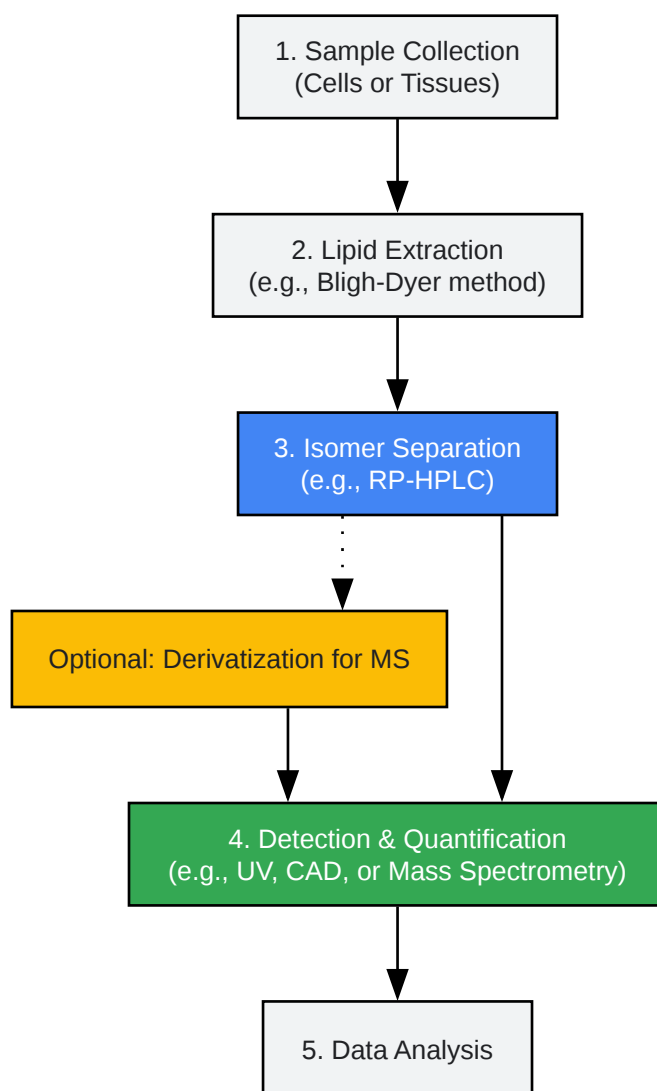 1. Sample Collection
(Cells or Tissues)
2. Lipid Extraction
(e.g., Bligh-Dyer method)
3. Isomer Separation
(e.g., RP-HPLC)
Optional: Derivatization for MS
4. Detection & Quantification
(e.g., UV, CAD, or Mass Spectrometry)
5. Data Analysis